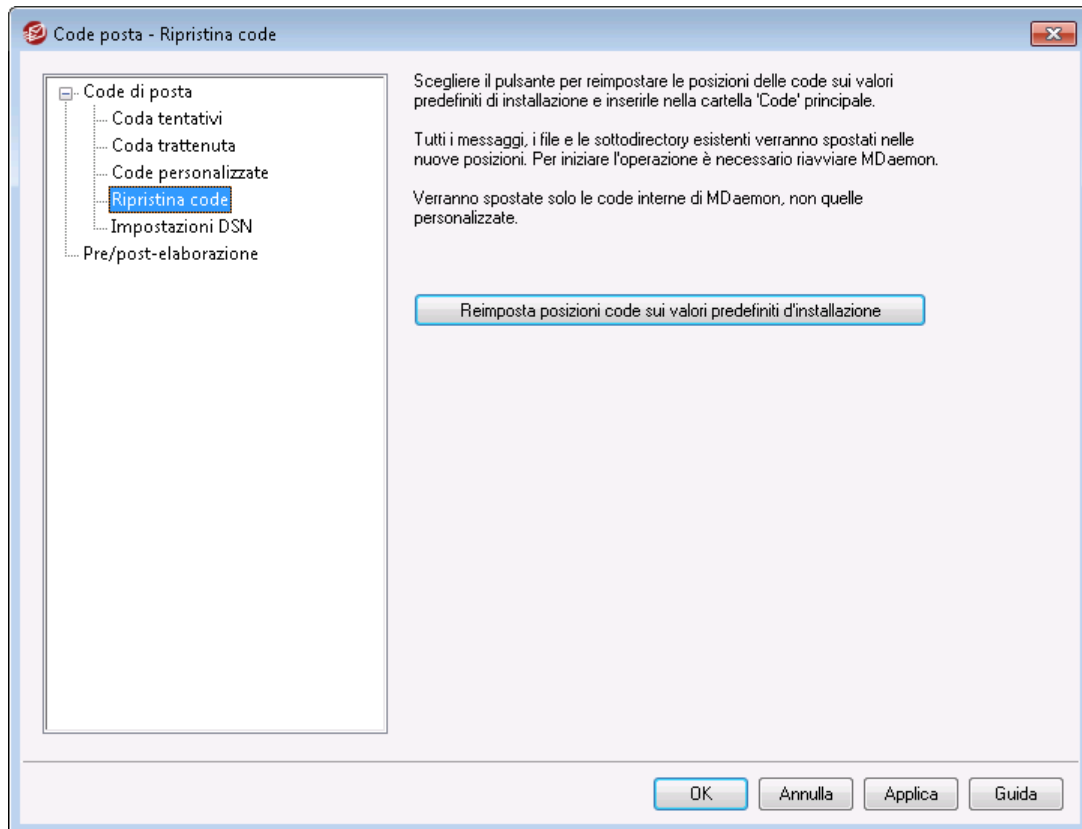 Code posta - Ripristina code
Code di posta
Coda tentativi
Coda trattenuta
Code personalizzate
Ripristina code
Impostazioni DSN
Pre/post-elaborazione
Scegliere il pulsante per reimpostare le posizioni delle code sui valori
predefiniti di installazione e inserirle nella cartella 'Code' principale.
Tutti i messaggi, i file e le sottodirectory esistenti verranno spostati nelle
nuove posizioni. Per iniziare l'operazione è necessario riavviare MDaemon.
Verranno spostate solo le code interne di MDaemon, non quelle
personalizzate.
Reimposta posizioni code sui valori predefiniti d'installazione
OK
Annulla
Applica
Guida